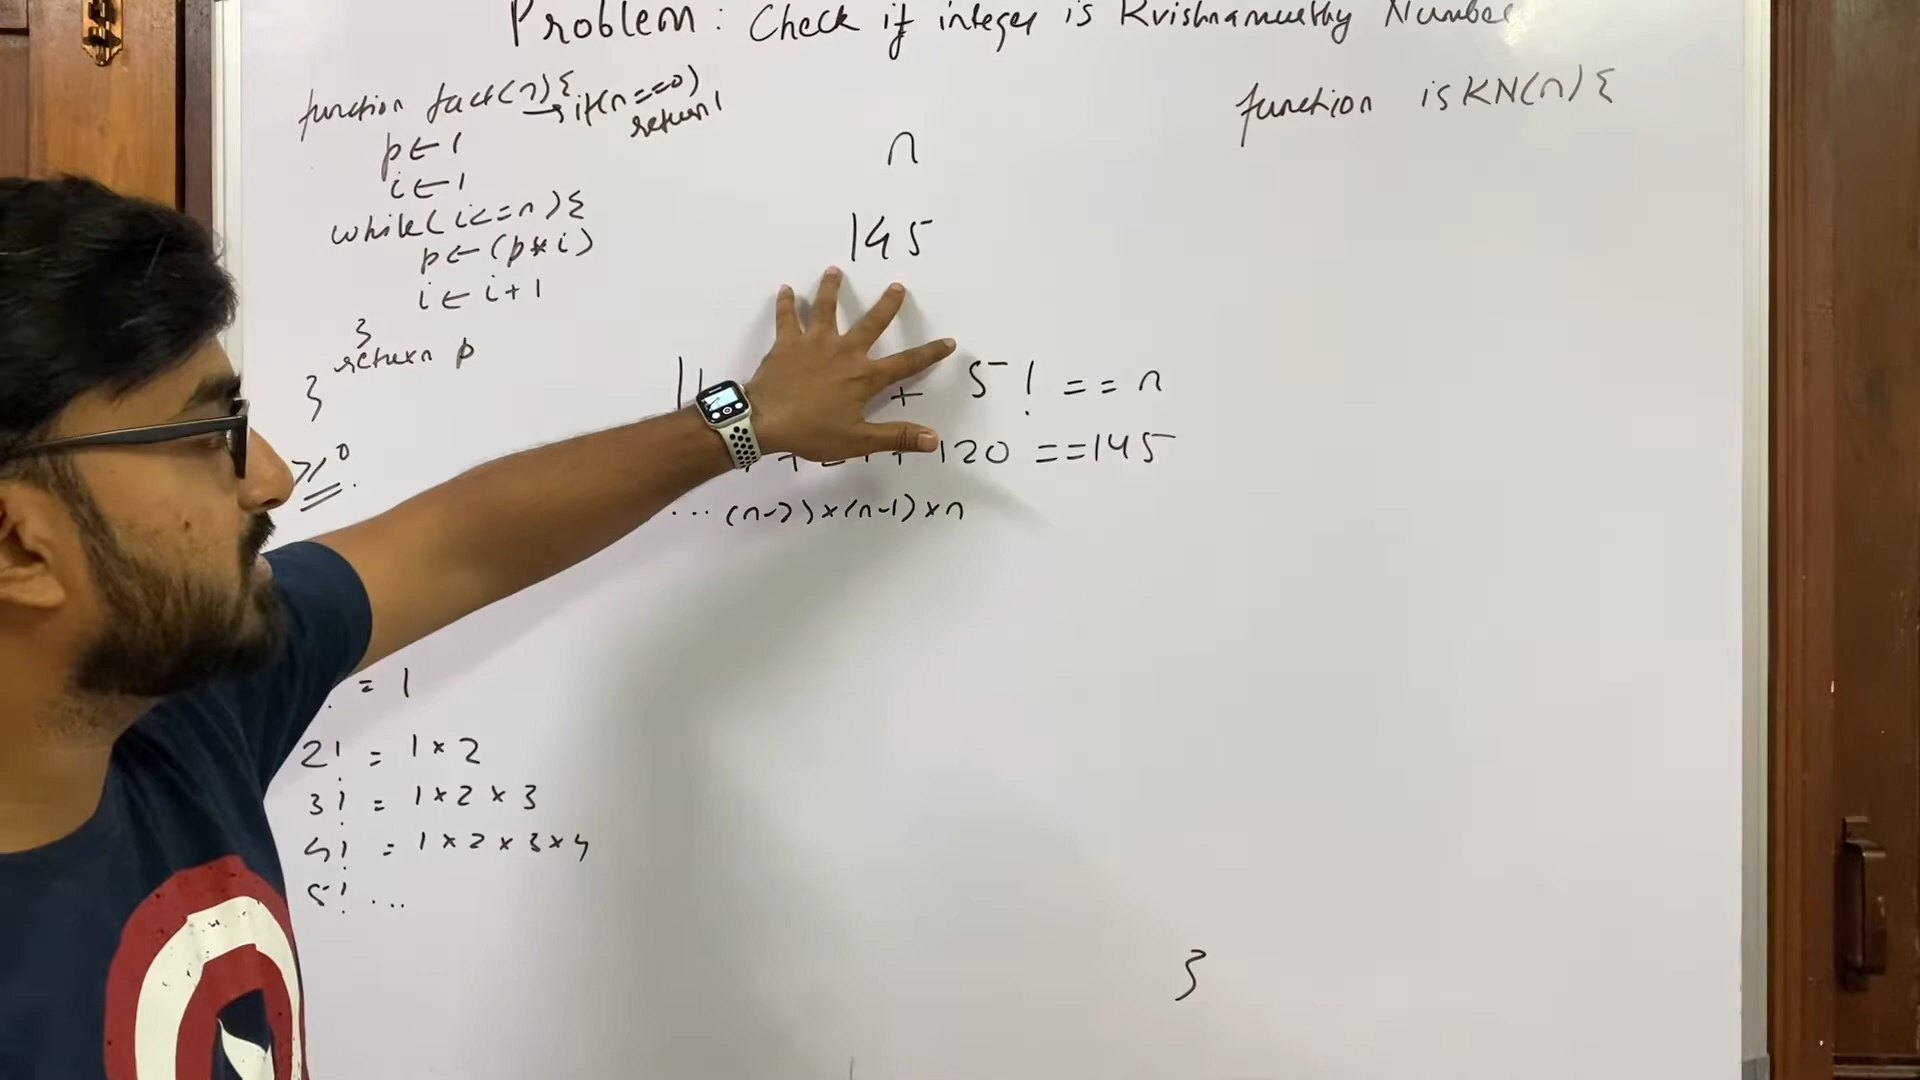 Problem: Check if integer is Krishnamurthy Number
function fact(n){ → if(n==0)
return 1
p ← 1
i ← 1
while(i<=n){
p ← (p*i)
i ← i+1
}
return p
}
≥ 0
n
145
+ 5! == n
+ 120 == 145
... (n-2)×(n-1)×n
= 1
2! = 1×2
3! = 1×2×3
4! = 1×2×3×4
5! ...
function isKN(n){
}